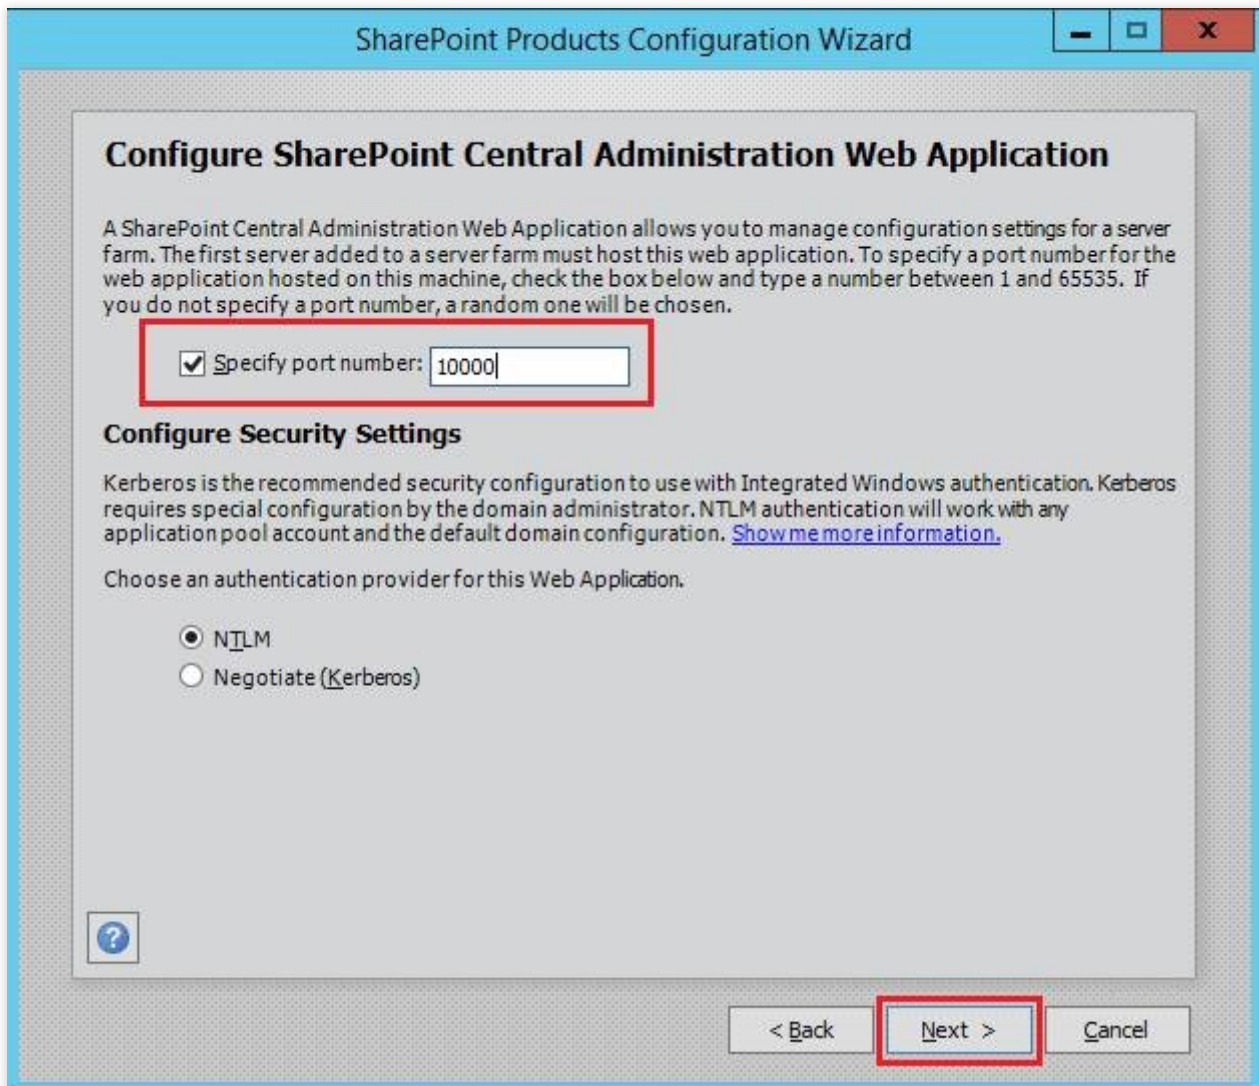 SharePoint Products Configuration Wizard
Configure SharePoint Central Administration Web Application
A SharePoint Central Administration Web Application allows you to manage configuration settings for a server
farm. The first server added to a server farm must host this web application. To specify a port number for the
web application hosted on this machine, check the box below and type a number between 1 and 65535. If
you do not specify a port number, a random one will be chosen.
Specify port number: 10000
Configure Security Settings
Kerberos is the recommended security configuration to use with Integrated Windows authentication. Kerberos
requires special configuration by the domain administrator. NTLM authentication will work with any
application pool account and the default domain configuration. Show me more information.
Choose an authentication provider for this Web Application.
NTLM
Negotiate (Kerberos)
< Back Next > Cancel